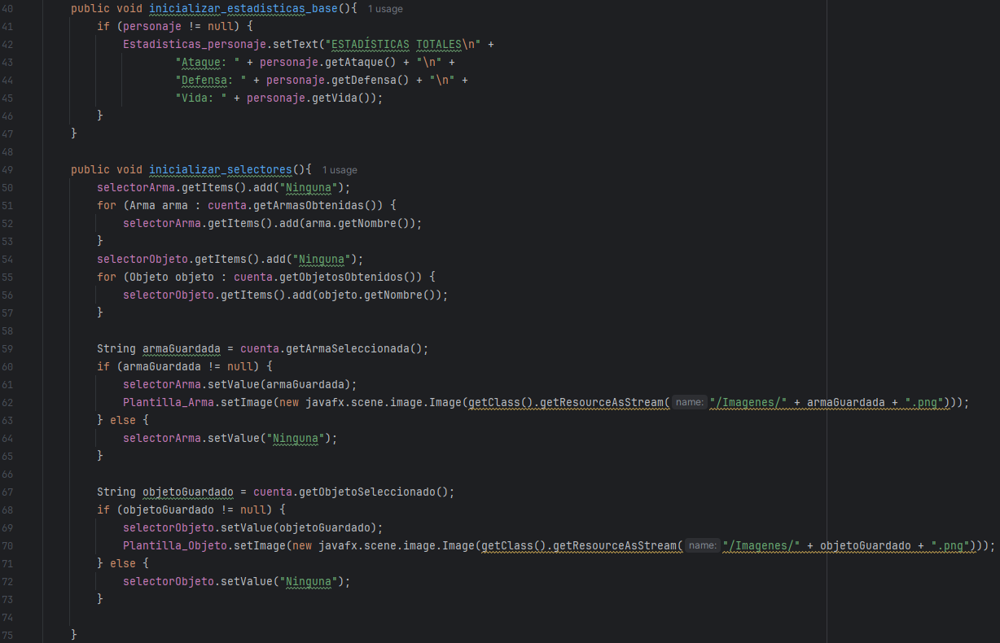 40 public void inicializar_estadisticas_base(){ 1 usage
41 if (personaje != null) {
42 Estadisticas_personaje.setText("ESTADÍSTICAS TOTALES\n" +
43 "Ataque: " + personaje.getAtaque() + "\n" +
44 "Defensa: " + personaje.getDefensa() + "\n" +
45 "Vida: " + personaje.getVida());
46 }
47 }
48
49 public void inicializar_selectores(){ 1 usage
50 selectorArma.getItems().add("Ninguna");
51 for (Arma arma : cuenta.getArmasObtenidas()) {
52 selectorArma.getItems().add(arma.getNombre());
53 }
54 selectorObjeto.getItems().add("Ninguna");
55 for (Objeto objeto : cuenta.getObjetosObtenidos()) {
56 selectorObjeto.getItems().add(objeto.getNombre());
57 }
58
59 String armaGuardada = cuenta.getArmaSeleccionada();
60 if (armaGuardada != null) {
61 selectorArma.setValue(armaGuardada);
62 Plantilla_Arma.setImage(new javafx.scene.image.Image(getClass().getResourceAsStream( name: "/Imagenes/" + armaGuardada + ".png")));
63 } else {
64 selectorArma.setValue("Ninguna");
65 }
66
67 String objetoGuardado = cuenta.getObjetoSeleccionado();
68 if (objetoGuardado != null) {
69 selectorObjeto.setValue(objetoGuardado);
70 Plantilla_Objeto.setImage(new javafx.scene.image.Image(getClass().getResourceAsStream( name: "/Imagenes/" + objetoGuardado + ".png")));
71 } else {
72 selectorObjeto.setValue("Ninguna");
73 }
74
75 }